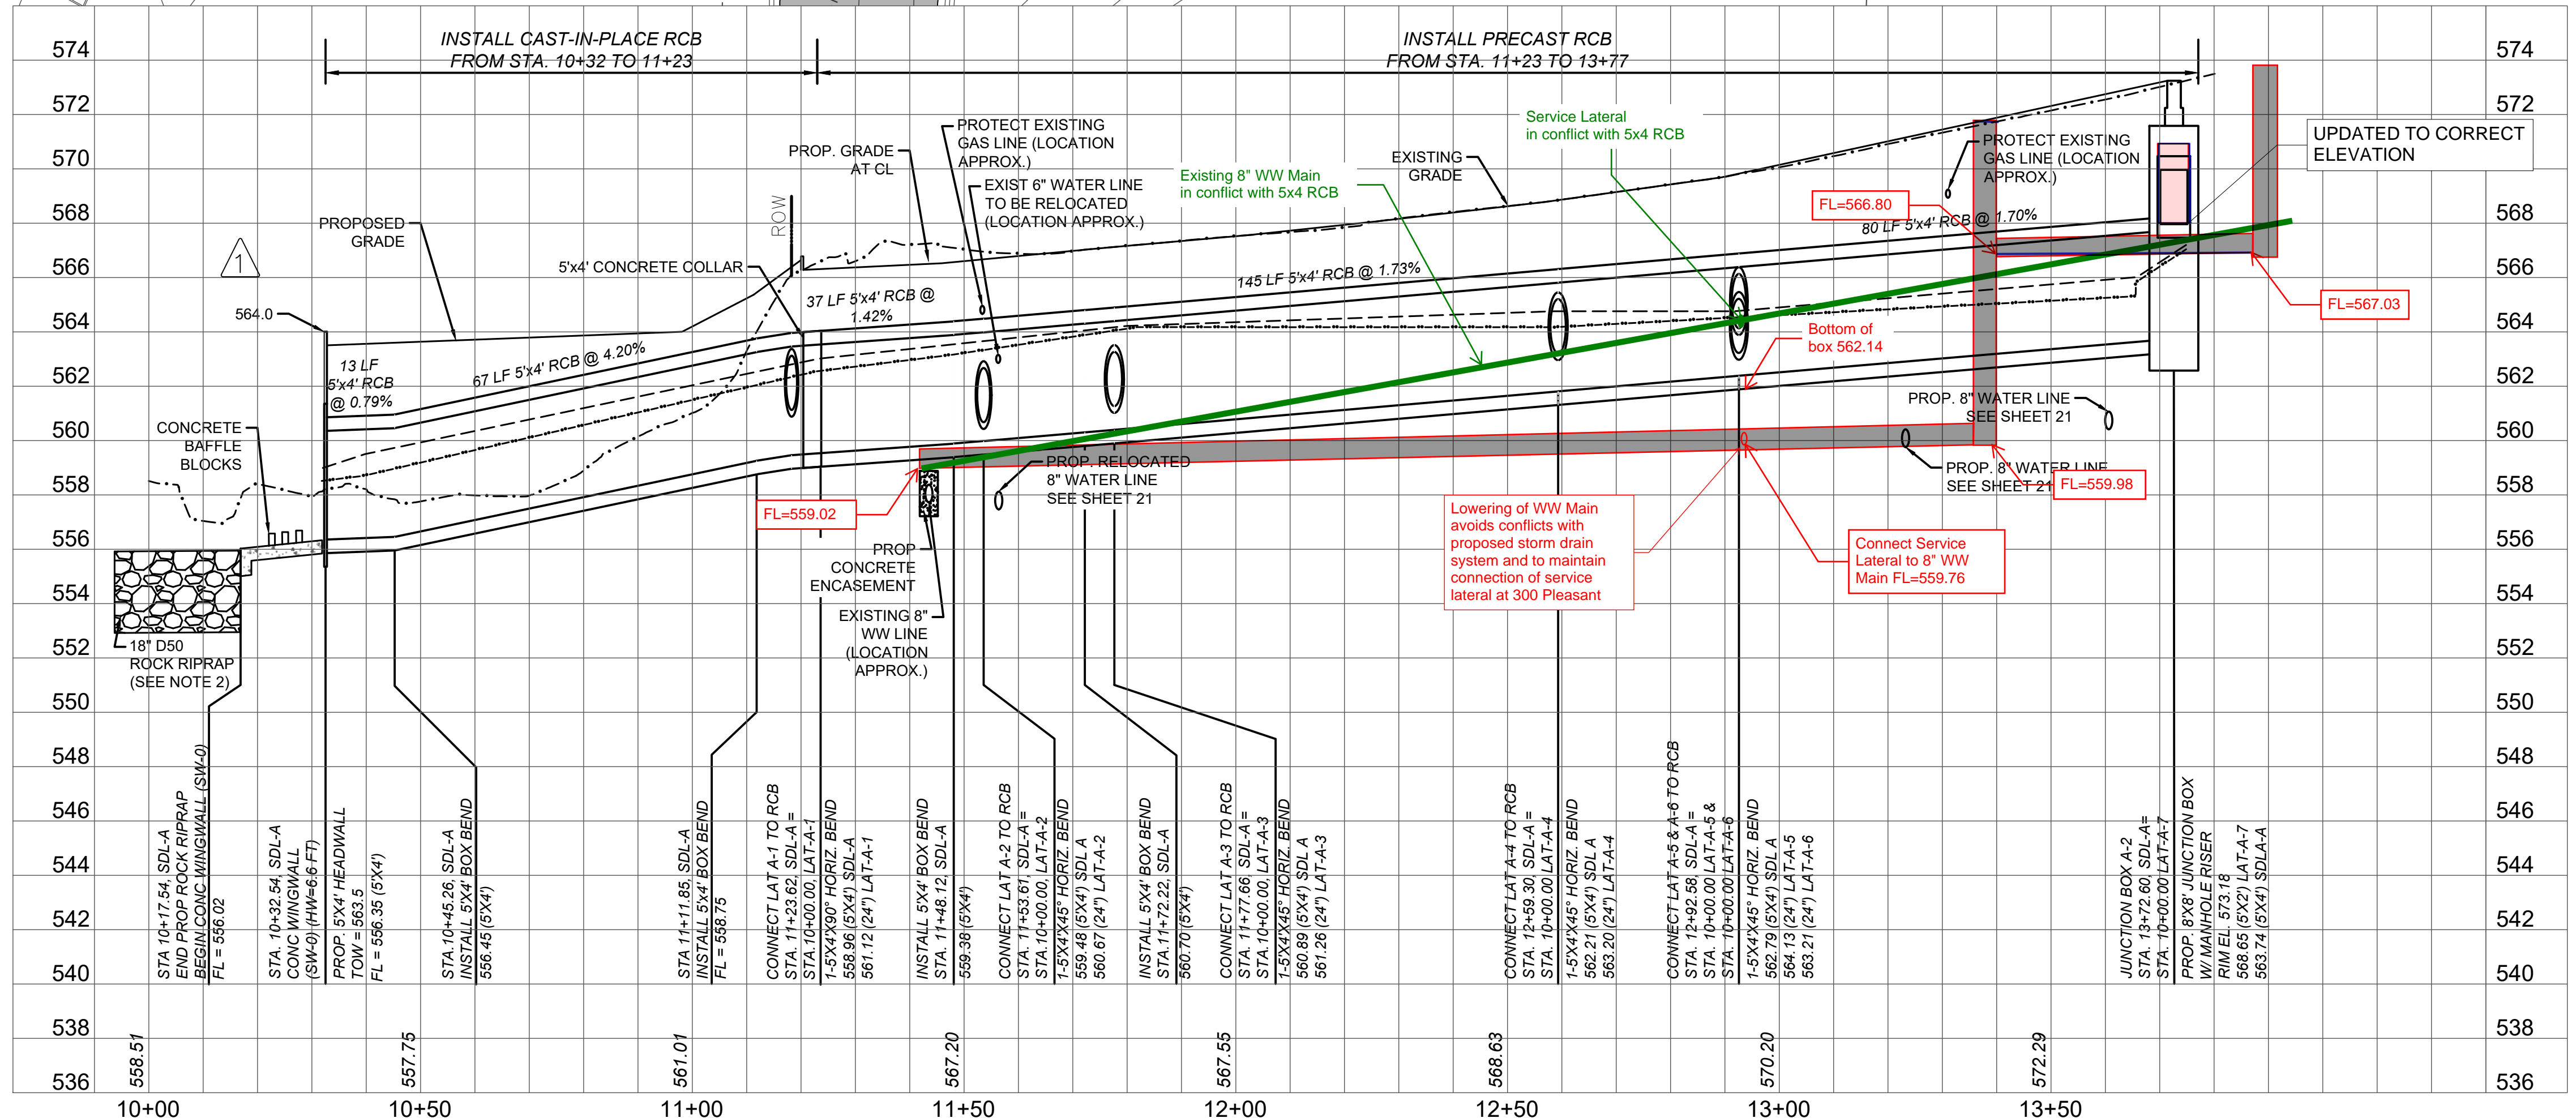 INSTALL CAST-IN-PLACE RCB
FROM STA. 10+32 TO 11+23
INSTALL PRECAST RCB
FROM STA. 11+23 TO 13+77
574
572
570
568
566
564
562
560
558
556
554
552
550
548
546
544
542
540
538
536
574
572
570
568
566
564
562
560
558
556
554
552
550
548
546
544
542
540
538
536
1
564.0
PROPOSED
GRADE
13 LF
5'x4' RCB
@ 0.79%
67 LF 5'x4' RCB @ 4.20%
CONCRETE
BAFFLE
BLOCKS
18" D50
ROCK RIPRAP
(SEE NOTE 2)
ROW
5'x4' CONCRETE COLLAR
PROP. GRADE
AT CL
PROTECT EXISTING
GAS LINE (LOCATION
APPROX.)
EXIST 6" WATER LINE
TO BE RELOCATED
(LOCATION APPROX.)
37 LF 5'x4' RCB @
1.42%
145 LF 5'x4' RCB @ 1.73%
Existing 8" WW Main
in conflict with 5x4 RCB
EXISTING
GRADE
Service Lateral
in conflict with 5x4 RCB
FL=566.80
80 LF 5'x4' RCB @ 1.70%
PROTECT EXISTING
GAS LINE (LOCATION
APPROX.)
UPDATED TO CORRECT
ELEVATION
FL=567.03
Bottom of
box 562.14
PROP. 8" WATER LINE
SEE SHEET 21
PROP. 8" WATER LINE
SEE SHEET 21
FL=559.98
FL=559.02
PROP. RELOCATED
8" WATER LINE
SEE SHEET 21
PROP
CONCRETE
ENCASEMENT
EXISTING 8"
WW LINE
(LOCATION
APPROX.)
Lowering of WW Main
avoids conflicts with
proposed storm drain
system and to maintain
connection of service
lateral at 300 Pleasant
Connect Service
Lateral to 8" WW
Main FL=559.76
STA 10+17.54, SDL-A
END PROP ROCK RIPRAP
BEGIN CONC WINGWALL (SW-0)
FL = 556.02
STA. 10+32.54, SDL-A
CONC WINGWALL
(SW-0) (HW=6.6 FT)
PROP. 5'X4' HEADWALL
TOW = 563.5
FL = 556.35 (5'X4')
STA.10+45.26, SDL-A
INSTALL 5'X4' BOX BEND
556.45 (5'X4')
STA 11+11.85, SDL-A
INSTALL 5'X4' BOX BEND
FL = 558.75
CONNECT LAT A-1 TO RCB
STA. 11+23.62, SDL-A =
STA.10+00.00, LAT-A-1
1-5'X4'X90° HORIZ. BEND
558.96 (5'X4') SDL-A
561.12 (24") LAT-A-1
INSTALL 5'X4' BOX BEND
STA. 11+48.12, SDL-A
559.38 (5'X4')
CONNECT LAT A-2 TO RCB
STA. 11+53.61, SDL-A =
STA.10+00.00, LAT-A-2
1-5'X4'X45° HORIZ. BEND
559.48 (5'X4') SDL A
560.67 (24") LAT-A-2
INSTALL 5'X4' BOX BEND
STA.11+72.22, SDL-A
560.70 (5'X4')
CONNECT LAT A-3 TO RCB
STA. 11+77.66, SDL-A =
STA.10+00.00, LAT-A-3
1-5'X4'X45° HORIZ. BEND
560.89 (5'X4') SDL A
561.26 (24") LAT-A-3
CONNECT LAT A-4 TO RCB
STA. 12+59.30, SDL-A =
STA. 10+00.00 LAT-A-4
1-5'X4'X45° HORIZ. BEND
562.21 (5'X4') SDL A
563.20 (24") LAT-A-4
CONNECT LAT A-5 & A-6 TO RCB
STA. 12+92.58, SDL-A =
STA. 10+00.00 LAT-A-5 &
STA. 10+00.00 LAT-A-6
1-5'X4'X45° HORIZ. BEND
562.79 (5'X4') SDL A
564.13 (24") LAT-A-5
563.21 (24") LAT-A-6
JUNCTION BOX A-2
STA. 13+72.60, SDL-A=
STA. 10+00.00 LAT-A-7
PROP. 8'X8' JUNCTION BOX
W/ MANHOLE RISER
RIM EL. 573.18
568.65 (5'X2') LAT-A-7
563.74 (5'X4') SDLA-A
558.51
557.75
561.01
567.20
567.55
568.63
570.20
572.29
10+00
10+50
11+00
11+50
12+00
12+50
13+00
13+50